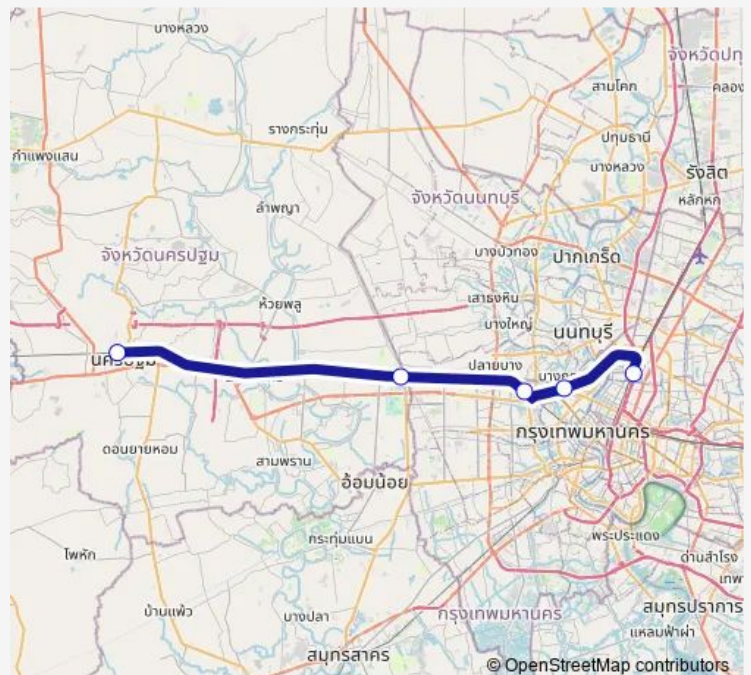 บางหลวง
จังหวัดปทุ
สามโคก
คลอง
รางกระทุ่ม
ปทุมธานี
กำแพงแสน
บางหลวง
รังสิต
หลักหก
ลำพญา
จังหวัดนนทบุรี
จังหวัดนครปฐม
บางบัวทอง
ปากเกร็ด
ห้วยพลู
เสาธงหิน
บางใหญ่
นนทบุรี
นครปฐม
ปลายบาง
กรุงเทพมหานคร
ดอนยายหอม
สามพราน
อ้อมน้อย
พระประแดง
โพหัก
กระทุ่มแบน
ด่านสำโรง
เทพ
บ้านแพ้ว
บางปลา
กรุงเทพมหานคร
สมุทรปราการ
แหลมฟ้าผ่า
สมุทรสาคร
© OpenStreetMap contributors